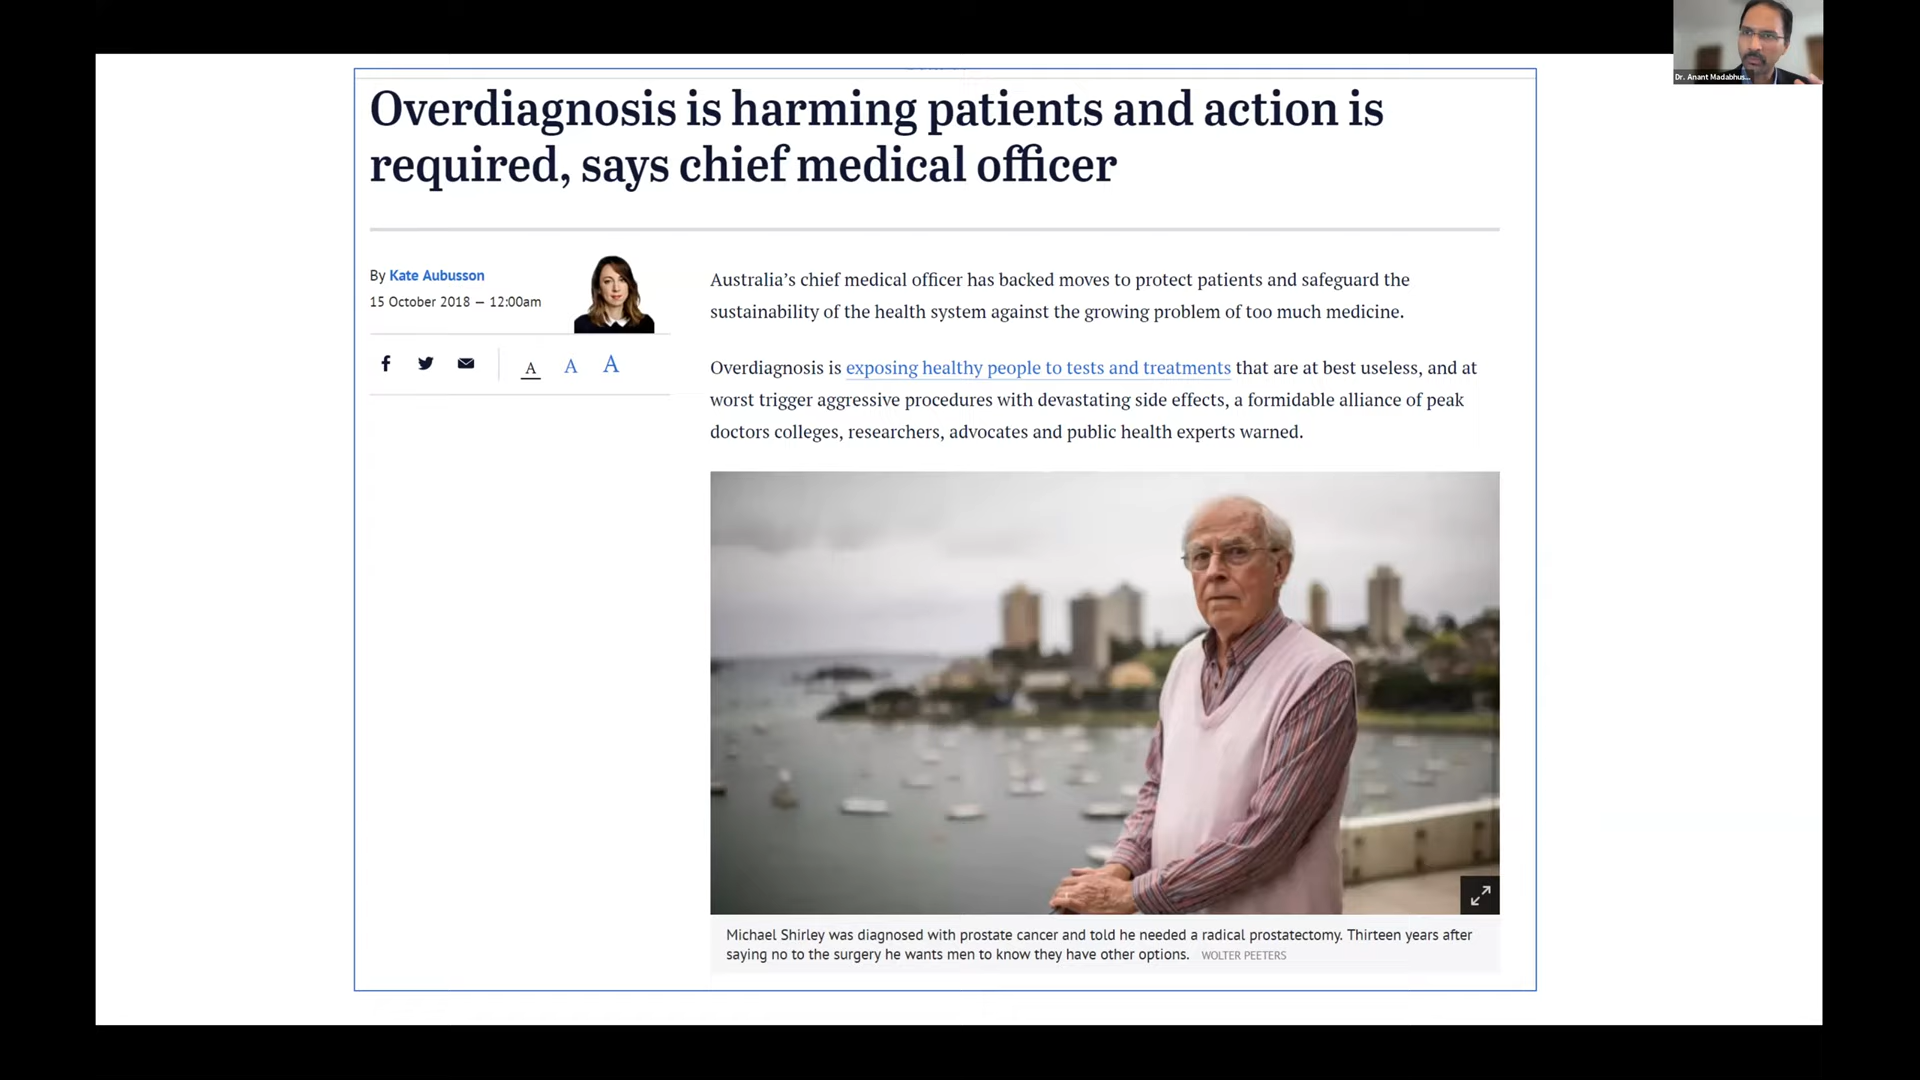 Dr. Anant Madabhus...
Overdiagnosis is harming patients and action is
required, says chief medical officer
By Kate Aubusson
15 October 2018 — 12:00am
A A A
Australia’s chief medical officer has backed moves to protect patients and safeguard the
sustainability of the health system against the growing problem of too much medicine.
Overdiagnosis is exposing healthy people to tests and treatments that are at best useless, and at
worst trigger aggressive procedures with devastating side effects, a formidable alliance of peak
doctors colleges, researchers, advocates and public health experts warned.
Michael Shirley was diagnosed with prostate cancer and told he needed a radical prostatectomy. Thirteen years after
saying no to the surgery he wants men to know they have other options. WOLTER PEETERS